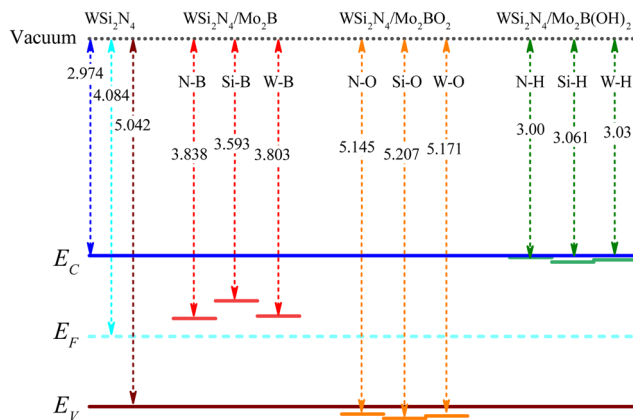 WSi2N4 WSi2N4/Mo2B WSi2N4/Mo2BO2 WSi2N4/Mo2B(OH)2
Vacuum
2.974
4.084
5.042
N-B Si-B W-B
3.838 3.593 3.803
N-O Si-O W-O
5.145 5.207 5.171
N-H Si-H W-H
3.00 3.061 3.03
EC
EF
EV